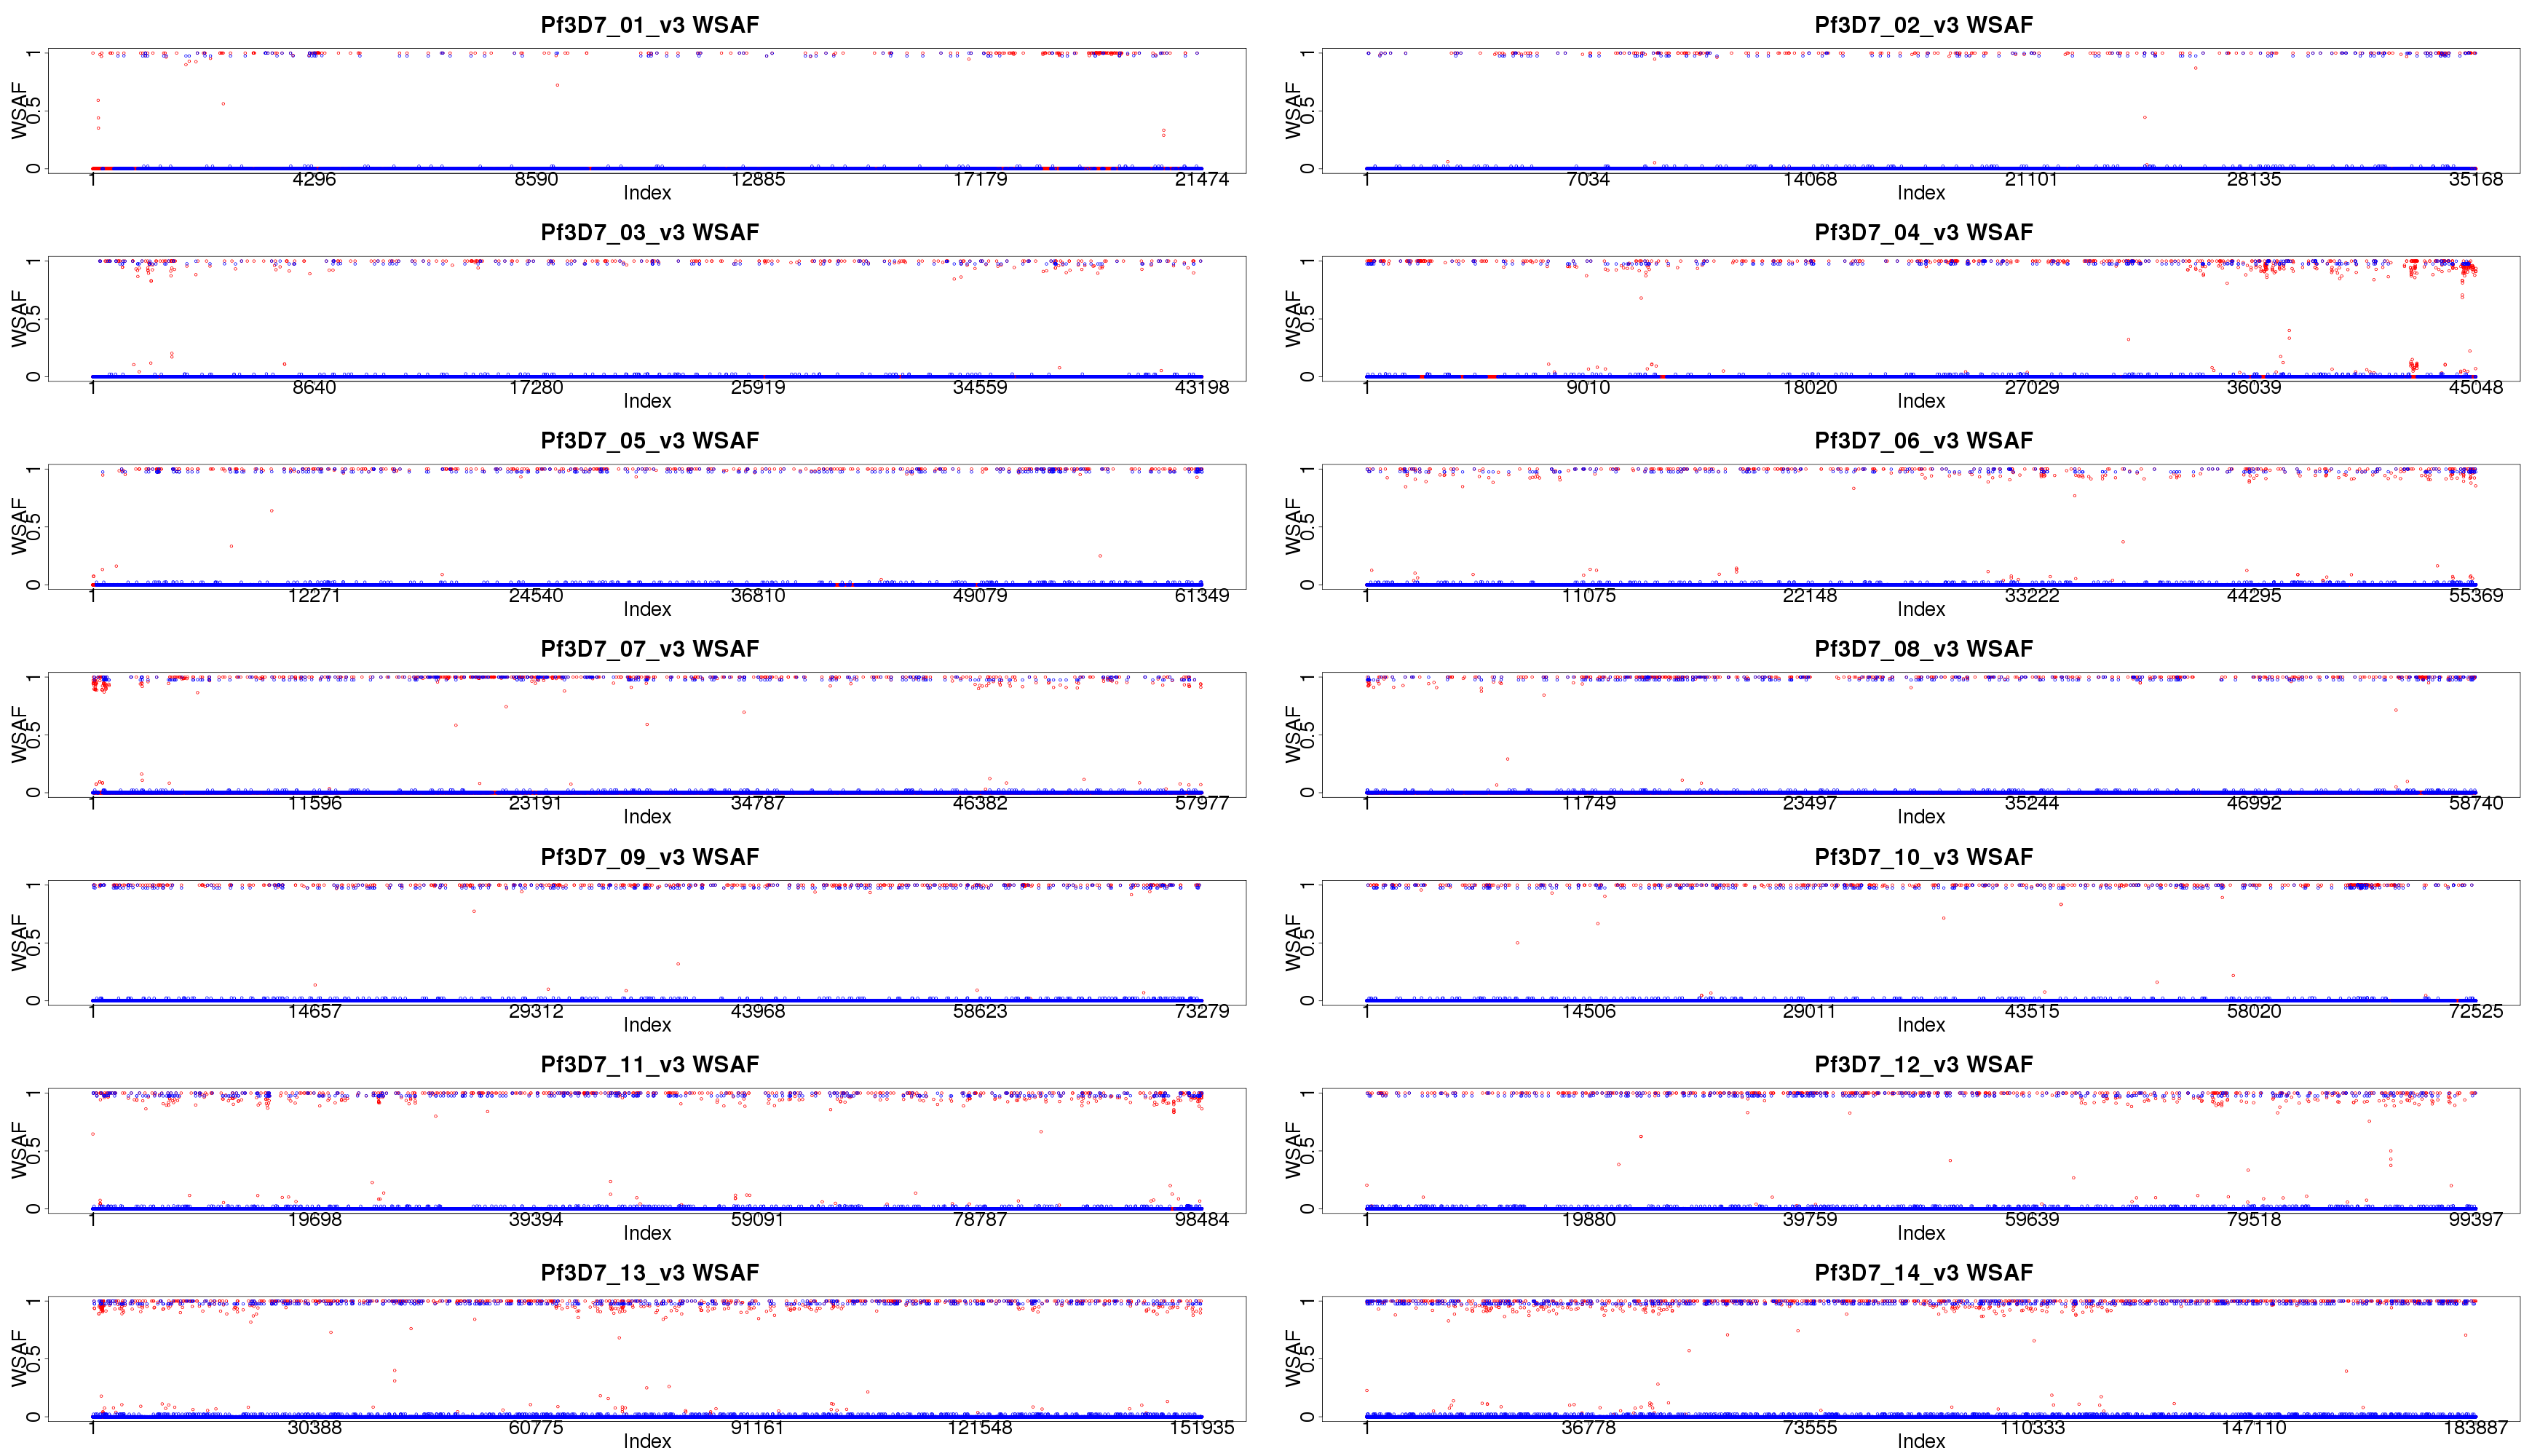 Pf3D7_01_v3 WSAF
WSAF
0 0.5 1
1 4296 8590 12885 17179 21474
Index
Pf3D7_02_v3 WSAF
WSAF
0 0.5 1
1 7034 14068 21101 28135 35168
Index
Pf3D7_03_v3 WSAF
WSAF
0 0.5 1
1 8640 17280 25919 34559 43198
Index
Pf3D7_04_v3 WSAF
WSAF
0 0.5 1
1 9010 18020 27029 36039 45048
Index
Pf3D7_05_v3 WSAF
WSAF
0 0.5 1
1 12271 24540 36810 49079 61349
Index
Pf3D7_06_v3 WSAF
WSAF
0 0.5 1
1 11075 22148 33222 44295 55369
Index
Pf3D7_07_v3 WSAF
WSAF
0 0.5 1
1 11596 23191 34787 46382 57977
Index
Pf3D7_08_v3 WSAF
WSAF
0 0.5 1
1 11749 23497 35244 46992 58740
Index
Pf3D7_09_v3 WSAF
WSAF
0 0.5 1
1 14657 29312 43968 58623 73279
Index
Pf3D7_10_v3 WSAF
WSAF
0 0.5 1
1 14506 29011 43515 58020 72525
Index
Pf3D7_11_v3 WSAF
WSAF
0 0.5 1
1 19698 39394 59091 78787 98484
Index
Pf3D7_12_v3 WSAF
WSAF
0 0.5 1
1 19880 39759 59639 79518 99397
Index
Pf3D7_13_v3 WSAF
WSAF
0 0.5 1
1 30388 60775 91161 121548 151935
Index
Pf3D7_14_v3 WSAF
WSAF
0 0.5 1
1 36778 73555 110333 147110 183887
Index